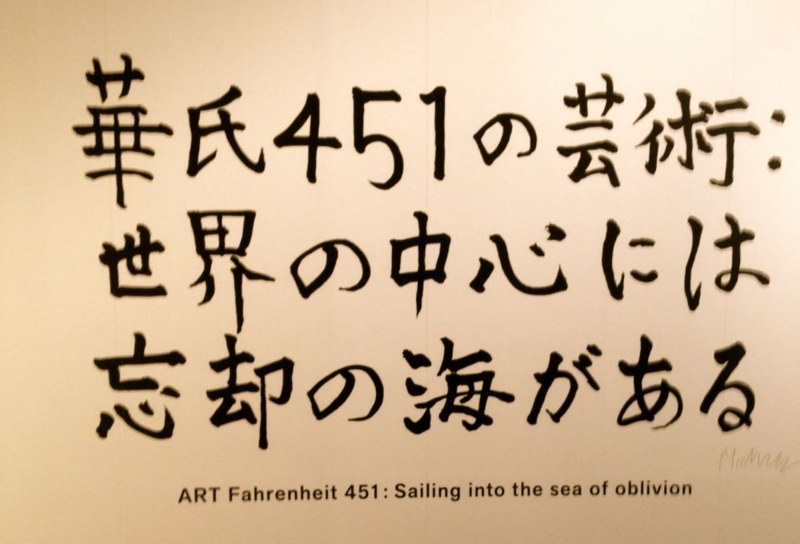 華氏451の芸術:
世界の中心には
忘却の海がある
ART Fahrenheit 451: Sailing into the sea of oblivion